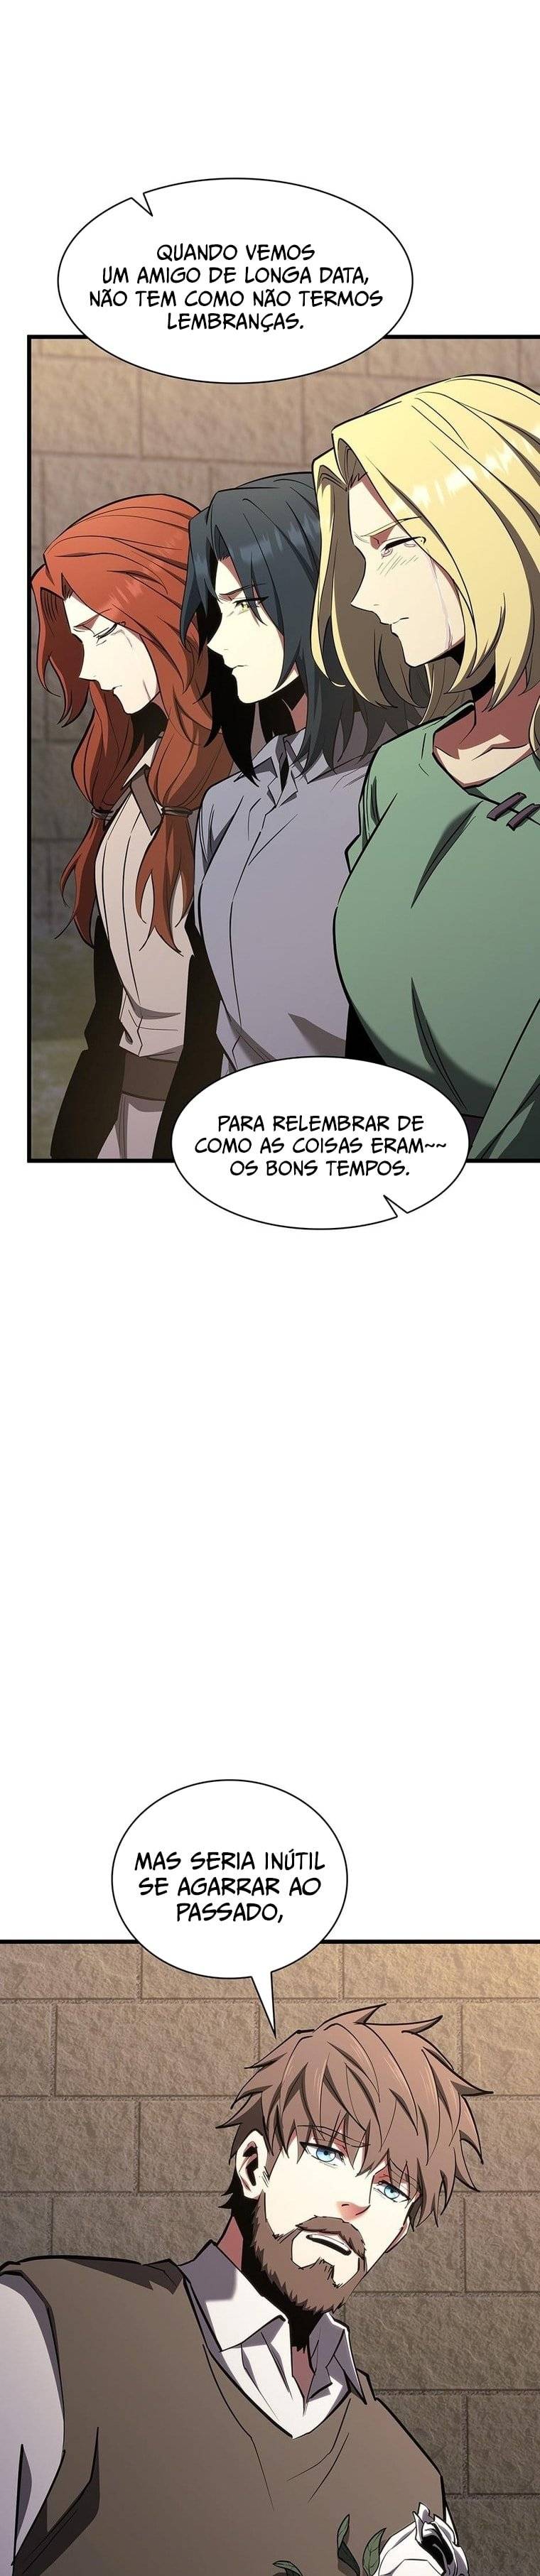 QUANDO VEMOS
UM AMIGO DE LONGA DATA,
NÃO TEM COMO NÃO TERMOS
LEMBRANÇAS.
PARA RELEMBRAR DE
COMO AS COISAS ERAM~~
OS BONS TEMPOS.
MAS SERIA INÚTIL
SE AGARRAR AO
PASSADO,